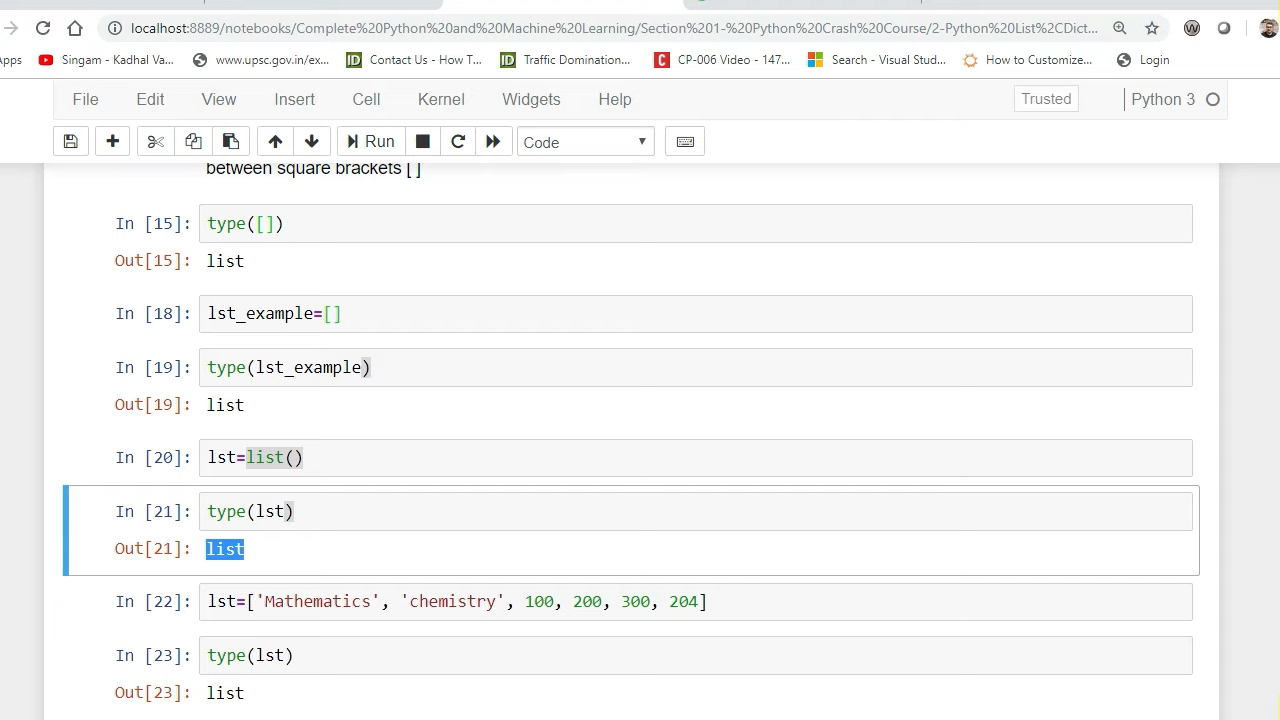 localhost:8889/notebooks/Complete%20Python%20and%20Machine%20Learning/Section%201-%20Python%20Crash%20Course/2-Python%20List%2CDict...
Apps Singam - Kadhal Va... www.upsc.gov.in/ex... ID Contact Us - How T... ID Traffic Domination... C CP-006 Video - 147... Search - Visual Stud... How to Customize... Login
File Edit View Insert Cell Kernel Widgets Help Trusted Python 3
Run Code
between square brackets [ ]
In [15]: type([])
Out[15]: list
In [18]: lst_example=[]
In [19]: type(lst_example)
Out[19]: list
In [20]: lst=list()
In [21]: type(lst)
Out[21]: list
In [22]: lst=['Mathematics', 'chemistry', 100, 200, 300, 204]
In [23]: type(lst)
Out[23]: list